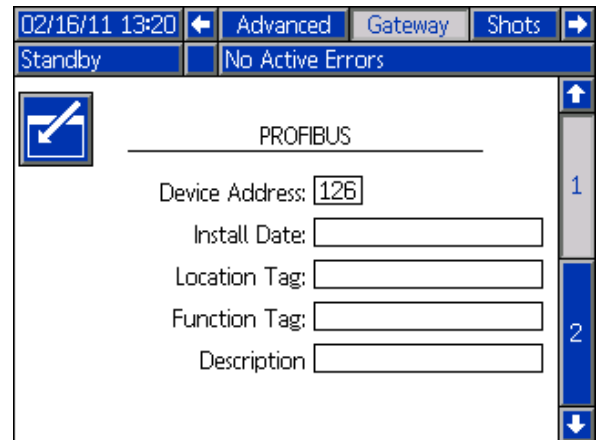 02/16/11 13:20 Advanced Gateway Shots
Standby No Active Errors
PROFIBUS
1
Device Address: 126
Install Date:
Location Tag:
Function Tag:
2
Description